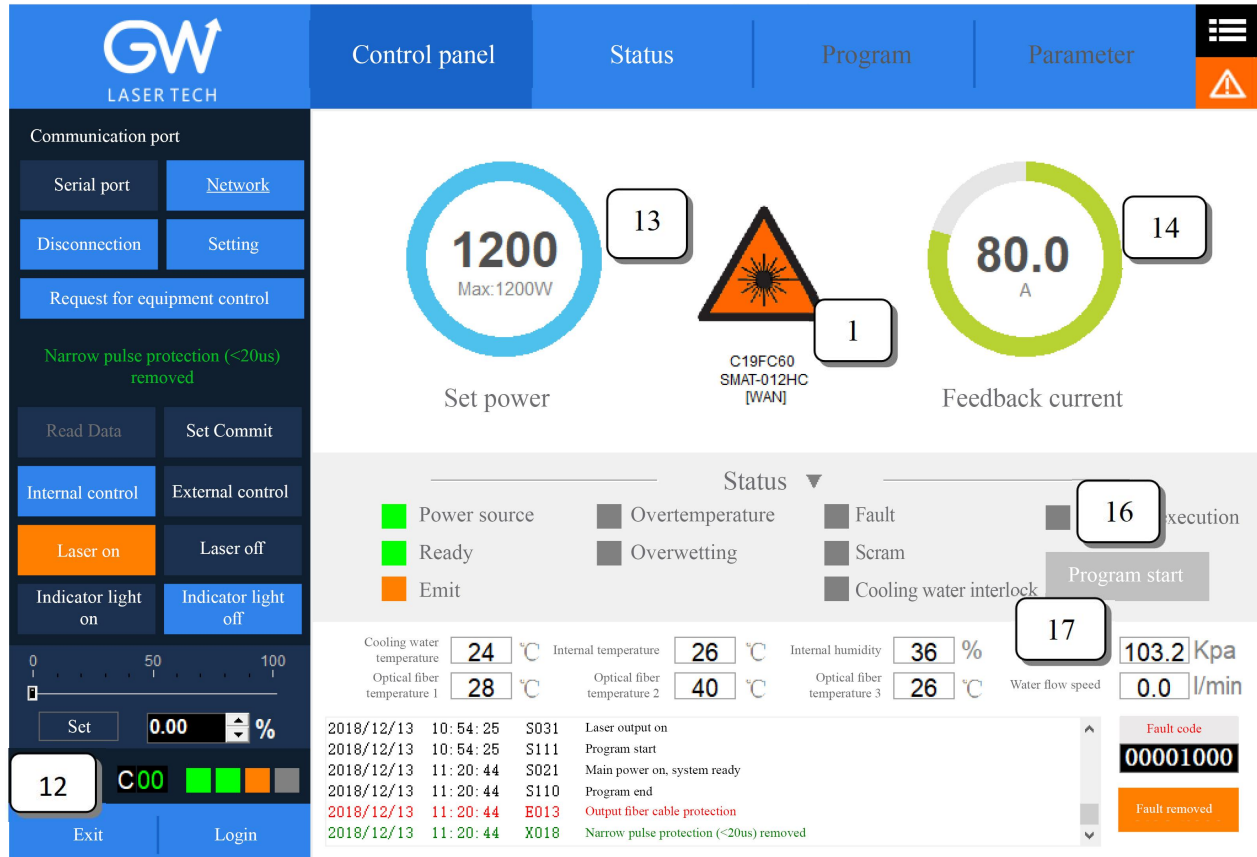 GW
LASER TECH
Control panel
Status
Program
Parameter
Communication port
Serial port
Network
Disconnection
Setting
Request for equipment control
Narrow pulse protection (<20us)
removed
Read Data
Set Commit
Internal control
External control
Laser on
Laser off
Indicator light
on
Indicator light
off
0 50 100
Set
0.00 %
12
C00
Exit
Login
1200
Max:1200W
13
Set power
1
C19FC60
SMAT-012HC
[WAN]
80.0
A
14
Feedback current
Status ▼
Power source
Overtemperature
Fault
16
xecution
Ready
Overwetting
Scram
Program start
Emit
Cooling water interlock
17
Cooling water
temperature
24 ℃
Internal temperature
26 ℃
Internal humidity
36 %
103.2 Kpa
Optical fiber
temperature 1
28 ℃
Optical fiber
temperature 2
40 ℃
Optical fiber
temperature 3
26 ℃
Water flow speed
0.0 l/min
2018/12/13 10:54:25 S031 Laser output on
2018/12/13 10:54:25 S111 Program start
2018/12/13 11:20:44 S021 Main power on, system ready
2018/12/13 11:20:44 S110 Program end
2018/12/13 11:20:44 E013 Output fiber cable protection
2018/12/13 11:20:44 X018 Narrow pulse protection (<20us) removed
Fault code
00001000
Fault removed